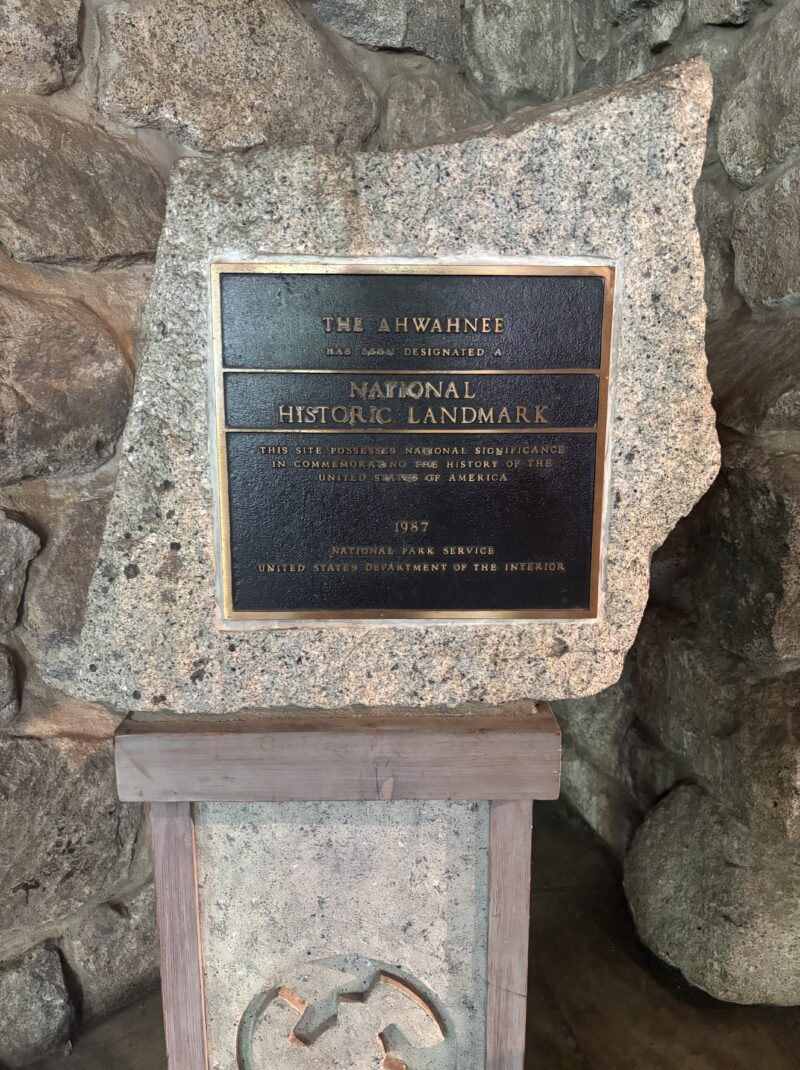 THE AHWAHNEE
HAS BEEN DESIGNATED A
NATIONAL
HISTORIC LANDMARK
THIS SITE POSSESSES NATIONAL SIGNIFICANCE
IN COMMEMORATING THE HISTORY OF THE
UNITED STATES OF AMERICA
1987
NATIONAL PARK SERVICE
UNITED STATES DEPARTMENT OF THE INTERIOR